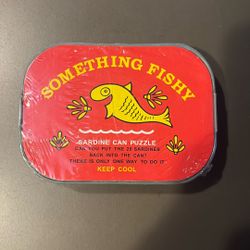 SOMETHING FISHY
SARDINE CAN PUZZLE
CAN YOU PUT THE 21 SARDINES
BACK INTO THE CAN?
THERE IS ONLY ONE WAY TO DO IT
KEEP COOL